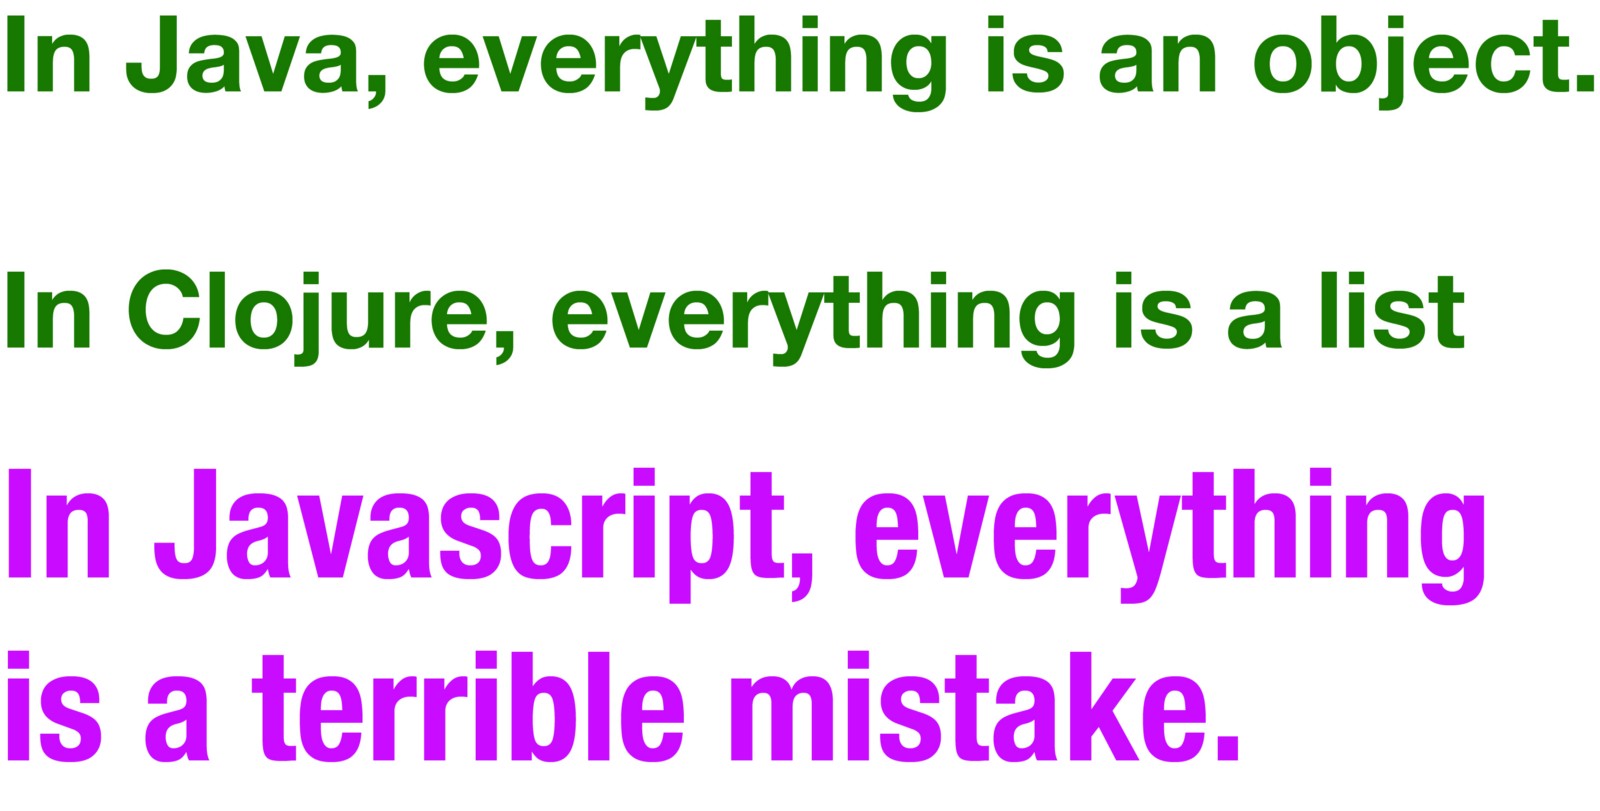 In Java, everything is an object.
In Clojure, everything is a list
In Javascript, everything
is a terrible mistake.